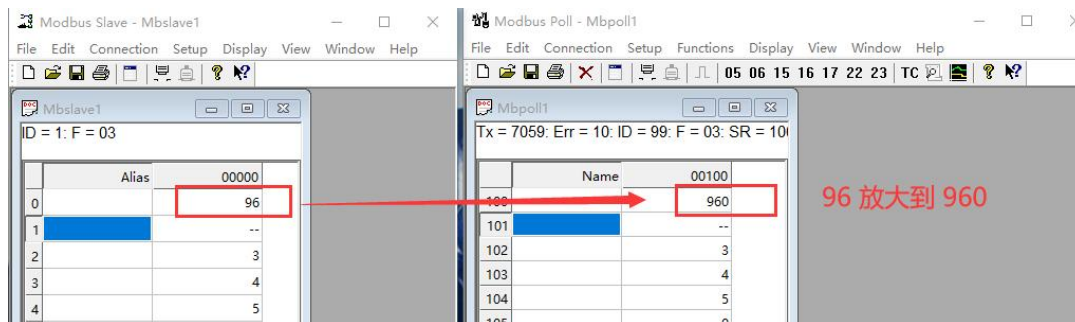 Modbus Slave - Mbslave1
File Edit Connection Setup Display View Window Help
Mbslave1
ID = 1: F = 03
Alias 00000
0 96
1 --
2 3
3 4
4 5
Modbus Poll - Mbpoll1
File Edit Connection Setup Functions Display View Window Help
05 06 15 16 17 22 23 TC
Mbpoll1
Tx = 7059: Err = 10: ID = 99: F = 03: SR =
Name 00100
100 960
101 --
102 3
103 4
104 5
96 放大到 960